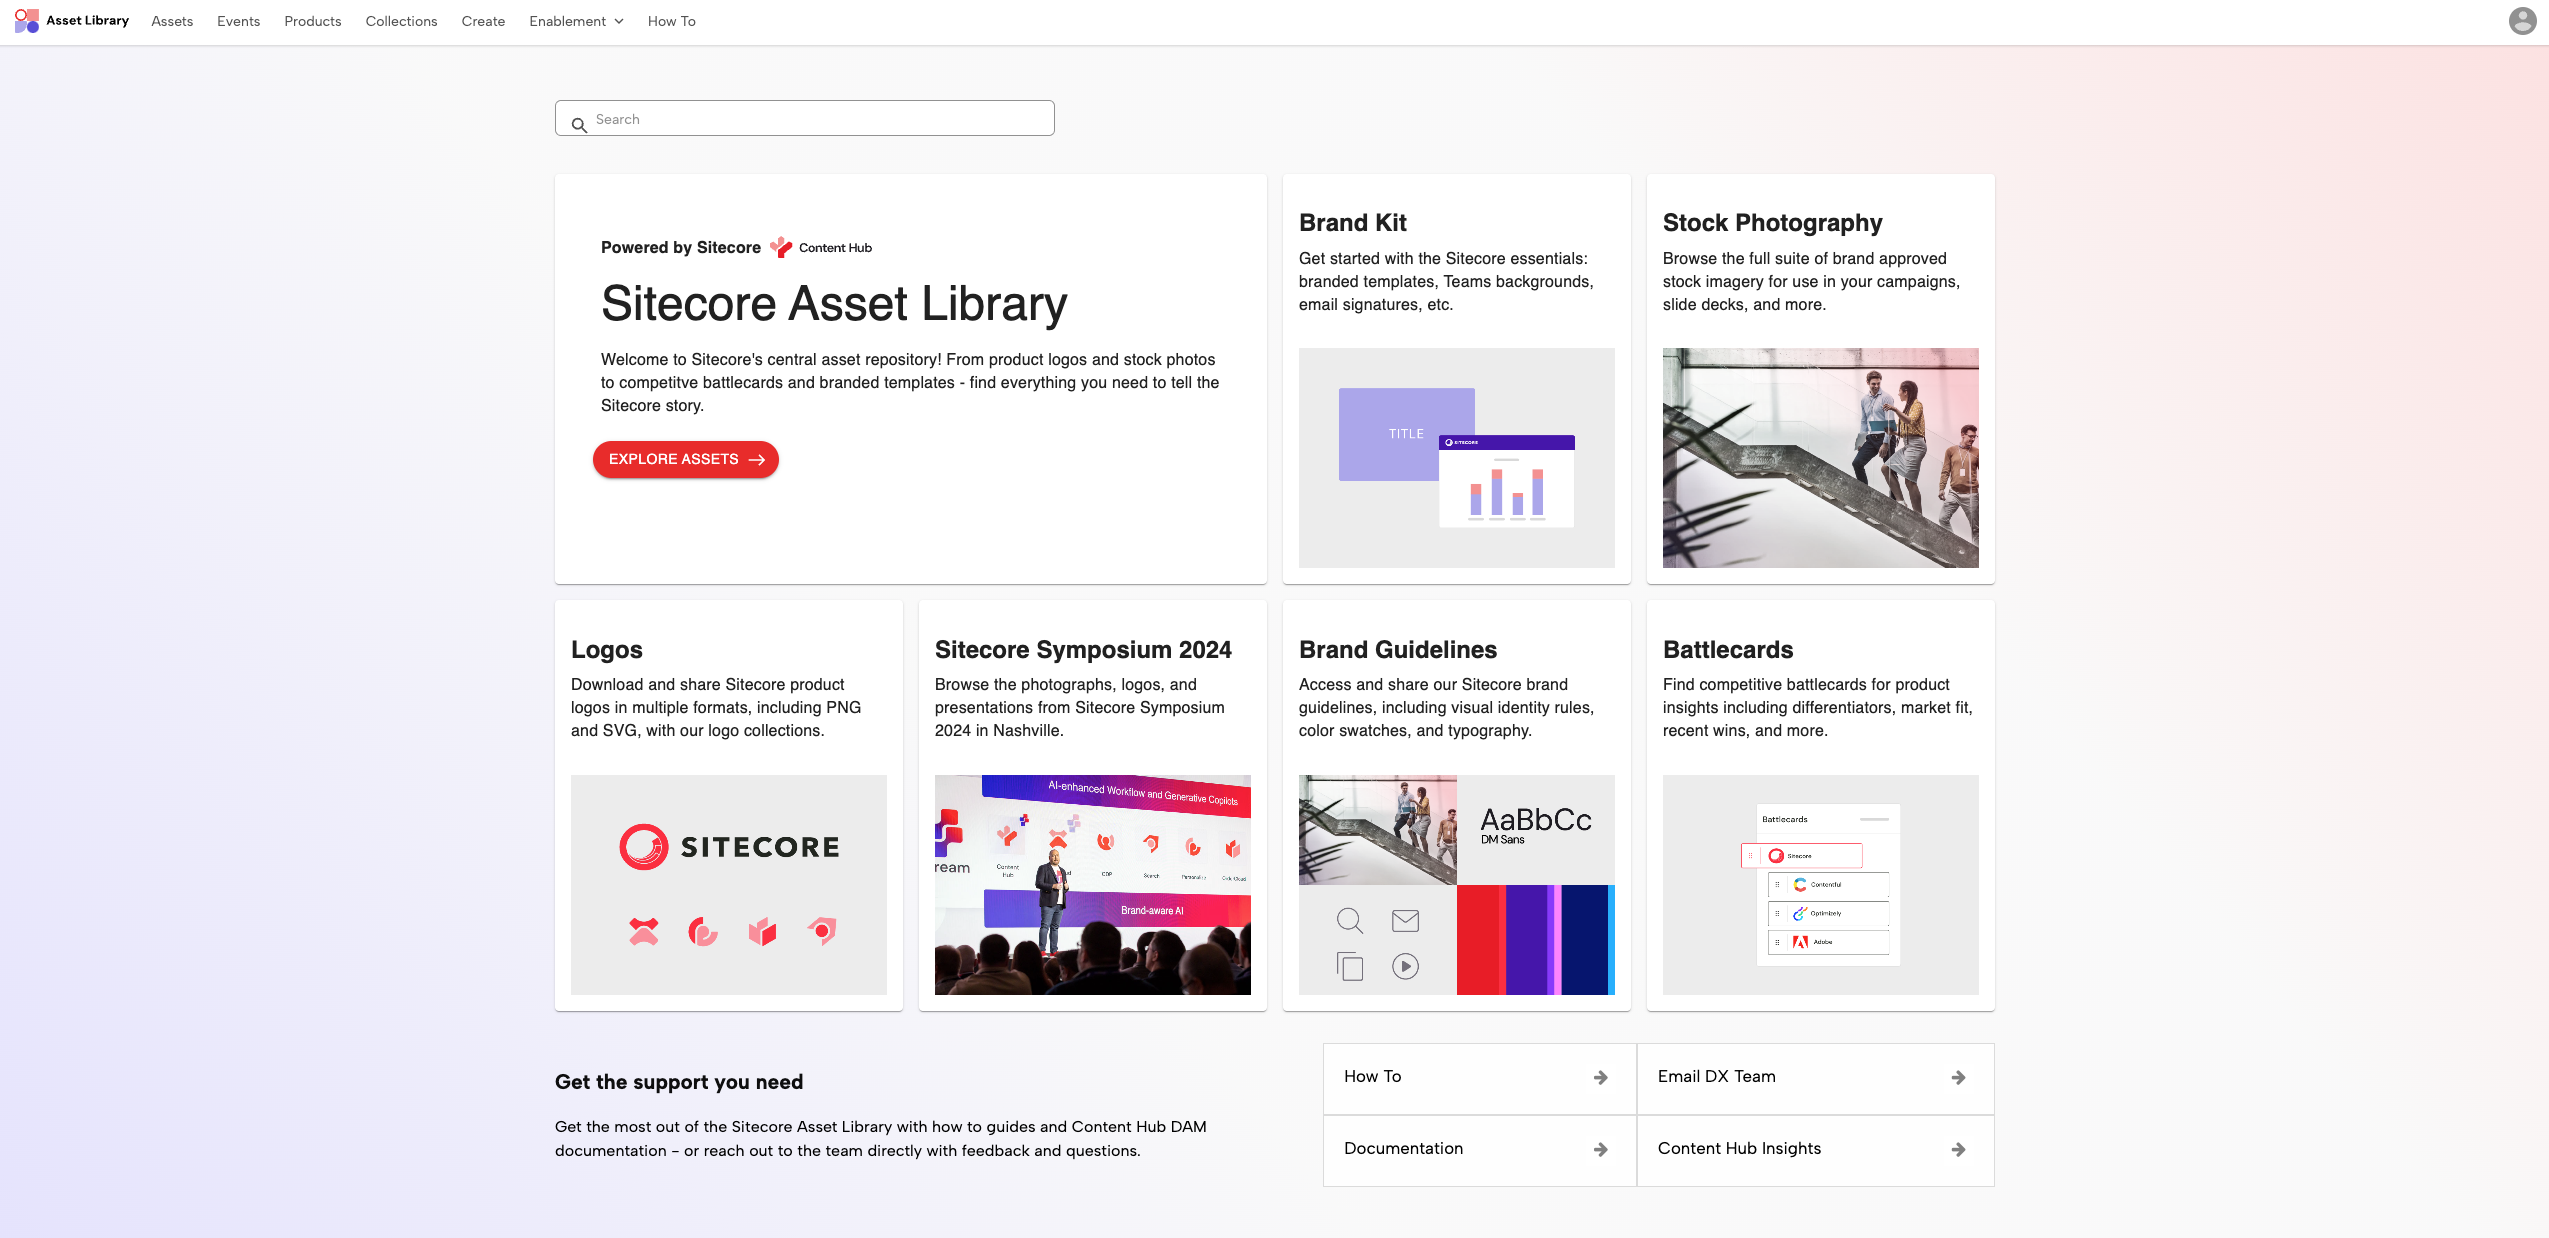 Asset Library Assets Events Products Collections Create Enablement How To
Search
Powered by Sitecore Content Hub
Sitecore Asset Library
Welcome to Sitecore's central asset repository! From product logos and stock photos
to competitve battlecards and branded templates - find everything you need to tell the
Sitecore story.
EXPLORE ASSETS
Brand Kit
Get started with the Sitecore essentials:
branded templates, Teams backgrounds,
email signatures, etc.
TITLE
SITECORE
Stock Photography
Browse the full suite of brand approved
stock imagery for use in your campaigns,
slide decks, and more.
Logos
Download and share Sitecore product
logos in multiple formats, including PNG
and SVG, with our logo collections.
SITECORE
Sitecore Symposium 2024
Browse the photographs, logos, and
presentations from Sitecore Symposium
2024 in Nashville.
AI-enhanced Workflow and Generative Copilots
ream
Content
Hub
CDP
Search
Personalize
Brand-aware AI
Brand Guidelines
Access and share our Sitecore brand
guidelines, including visual identity rules,
color swatches, and typography.
AaBbCc
DM Sans
Battlecards
Find competitive battlecards for product
insights including differentiators, market fit,
recent wins, and more.
Battlecards
Sitecore
Contentful
Optimizely
Adobe
Get the support you need
Get the most out of the Sitecore Asset Library with how to guides and Content Hub DAM
documentation - or reach out to the team directly with feedback and questions.
How To
Email DX Team
Documentation
Content Hub Insights